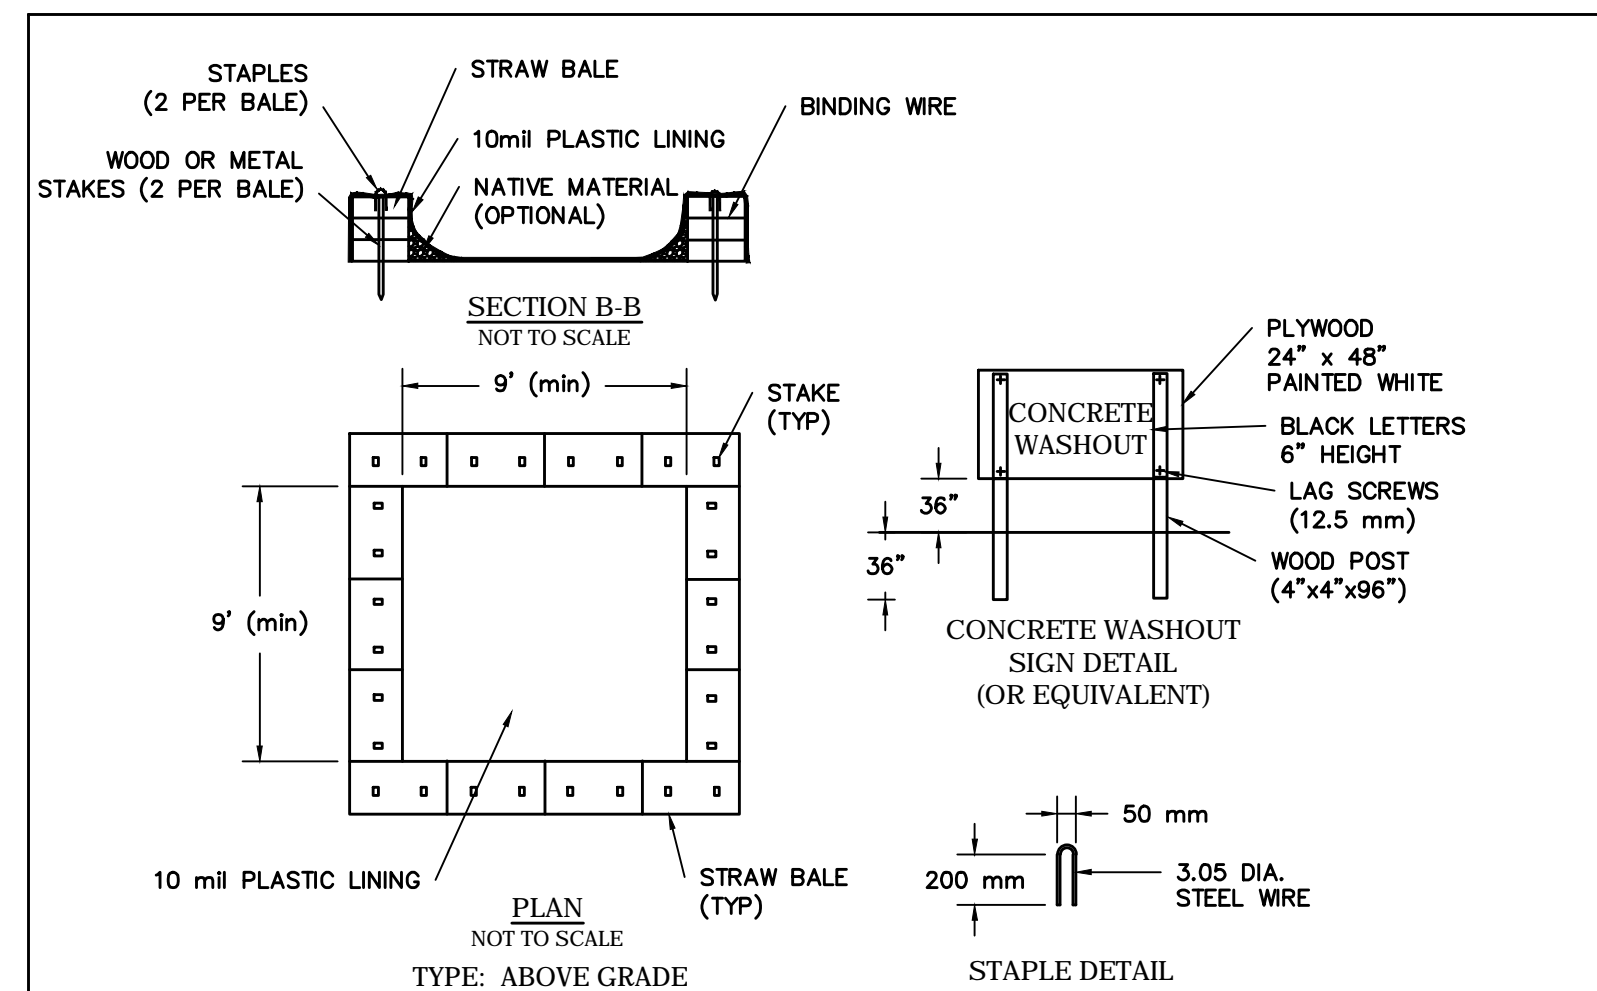 STAPLES
(2 PER BALE)
STRAW BALE
BINDING WIRE
10mil PLASTIC LINING
WOOD OR METAL
STAKES (2 PER BALE)
NATIVE MATERIAL
(OPTIONAL)
SECTION B-B
NOT TO SCALE
9' (min)
STAKE
(TYP)
9' (min)
10 mil PLASTIC LINING
STRAW BALE
(TYP)
PLAN
NOT TO SCALE
TYPE: ABOVE GRADE
PLYWOOD
24" x 48"
PAINTED WHITE
CONCRETE
WASHOUT
BLACK LETTERS
6" HEIGHT
LAG SCREWS
(12.5 mm)
36"
36"
WOOD POST
(4"x4"x96")
CONCRETE WASHOUT
SIGN DETAIL
(OR EQUIVALENT)
50 mm
200 mm
3.05 DIA.
STEEL WIRE
STAPLE DETAIL